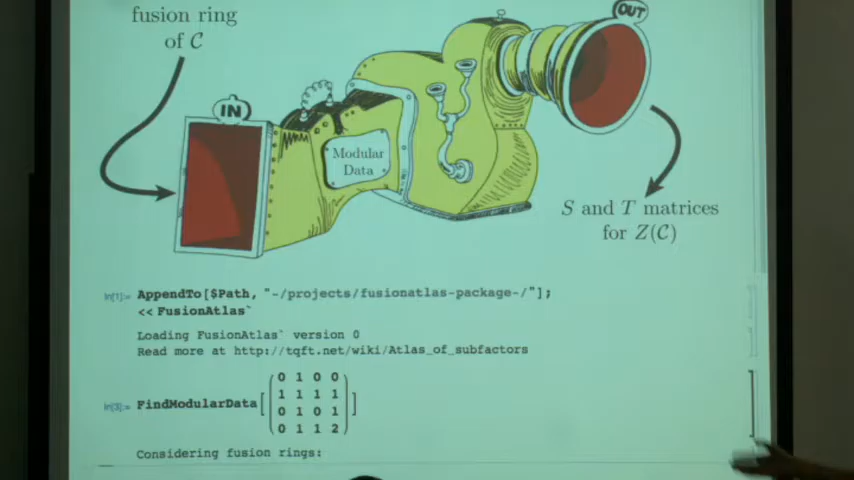 fusion ring
of 𝒞
IN
OUT
Modular
Data
S and T matrices
for Z(𝒞)
In[1]:= AppendTo[$Path, "~/projects/fusionatlas-package-/"];
<< FusionAtlas`
Loading FusionAtlas` version 0
Read more at http://tqft.net/wiki/Atlas_of_subfactors
In[3]:= FindModularData[
0 1 0 0
1 1 1 1
0 1 0 1
0 1 1 2
]
Considering fusion rings: